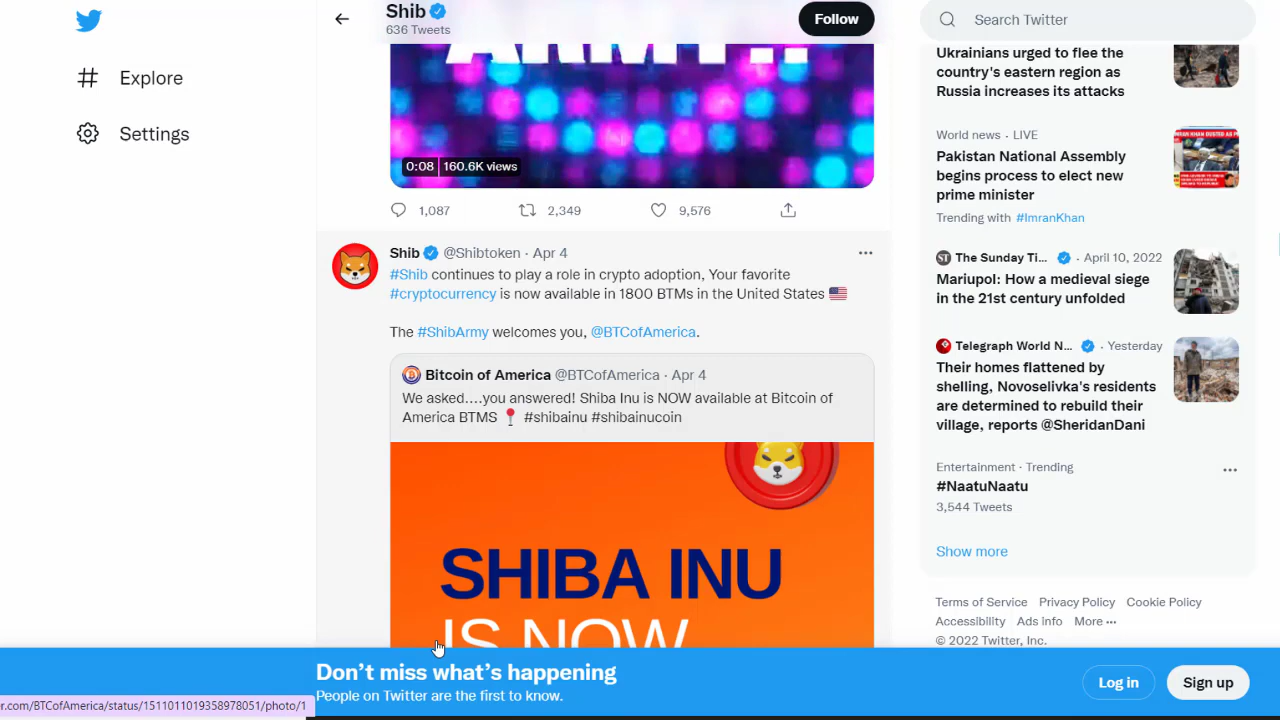 Explore
Settings
Shib
636 Tweets
Follow
ARMY!!
0:08 160.6K views
1,087 2,349 9,576
Shib @Shibtoken · Apr 4
#Shib continues to play a role in crypto adoption, Your favorite
#cryptocurrency is now available in 1800 BTMs in the United States
The #ShibArmy welcomes you, @BTCofAmerica.
Bitcoin of America @BTCofAmerica · Apr 4
We asked....you answered! Shiba Inu is NOW available at Bitcoin of
America BTMS #shibainu #shibainucoin
SHIBA INU
IS NOW
Search Twitter
Ukrainians urged to flee the
country's eastern region as
Russia increases its attacks
World news · LIVE
Pakistan National Assembly
begins process to elect new
prime minister
Trending with #ImranKhan
The Sunday Ti... · April 10, 2022
Mariupol: How a medieval siege
in the 21st century unfolded
Telegraph World N... · Yesterday
Their homes flattened by
shelling, Novoselivka's residents
are determined to rebuild their
village, reports @SheridanDani
Entertainment · Trending
#NaatuNaatu
3,544 Tweets
Show more
Terms of Service Privacy Policy Cookie Policy
Accessibility Ads info More ···
© 2022 Twitter, Inc.
Don't miss what's happening
People on Twitter are the first to know.
Log in
Sign up
er.com/BTCofAmerica/status/1511011019358978051/photo/1